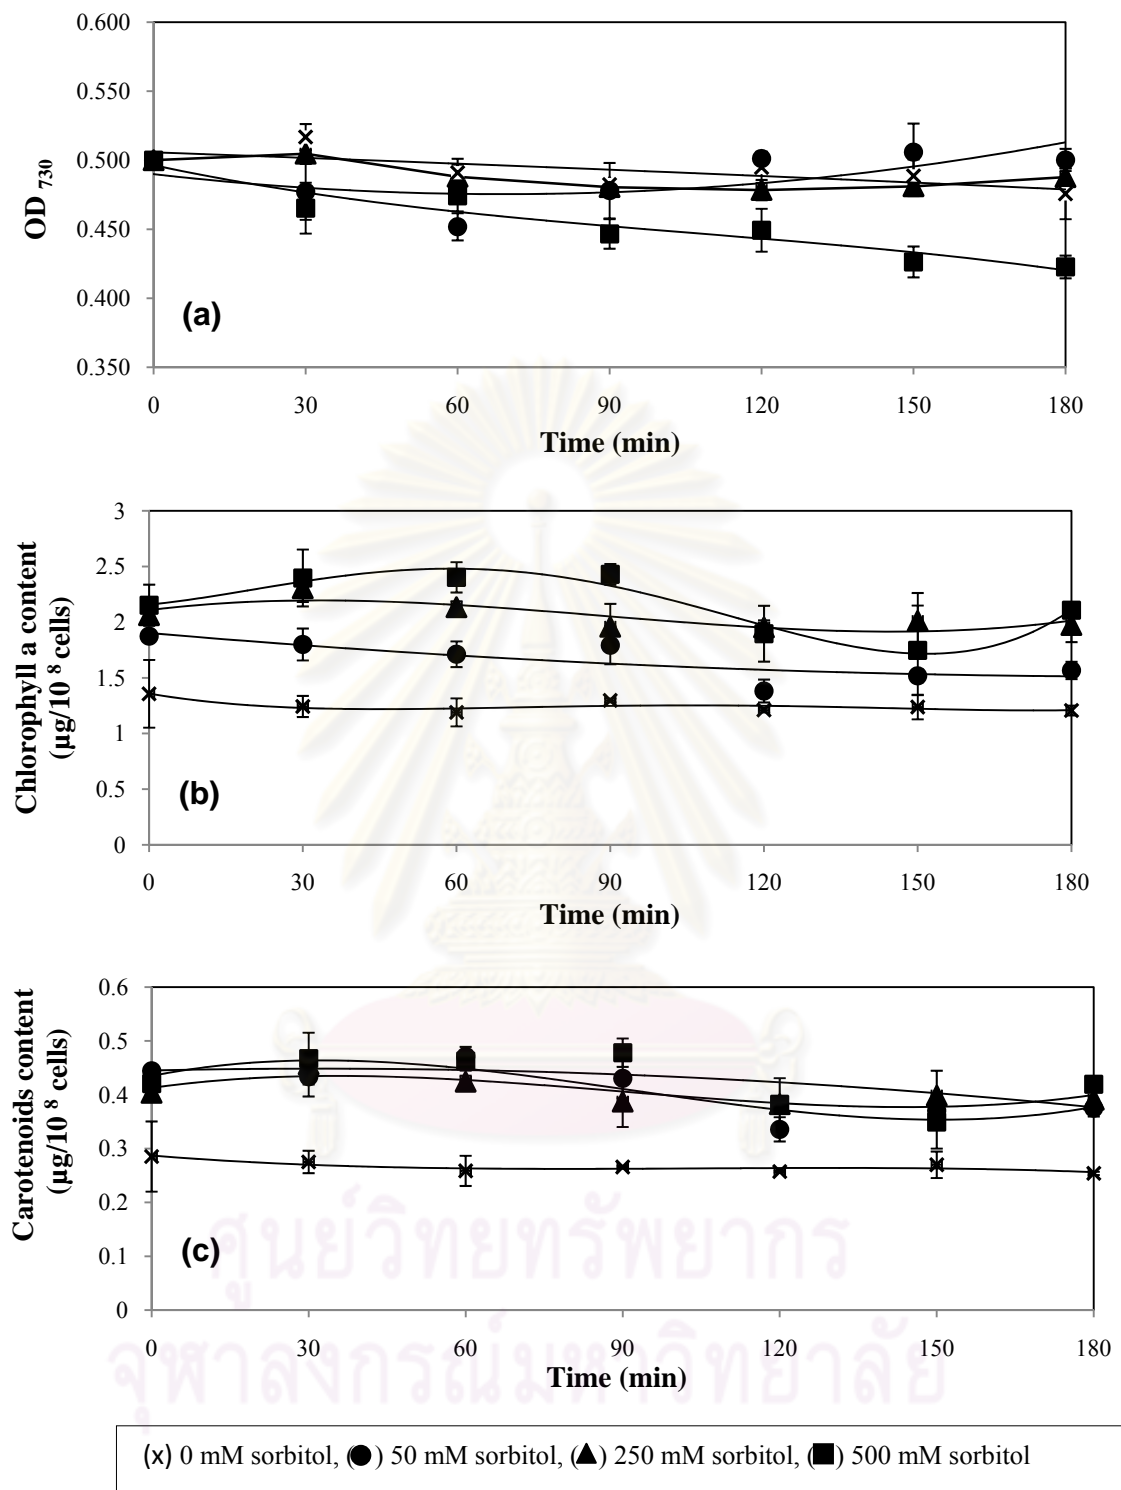 0.600
0.550
0.500
0.450
0.400
0.350
OD 730
(a)
0 30 60 90 120 150 180
Time (min)
3
2.5
2
1.5
1
0.5
0
Chlorophyll a content
(µg/10 8 cells)
(b)
0 30 60 90 120 150 180
Time (min)
0.6
0.5
0.4
0.3
0.2
0.1
0
Carotenoids content
(µg/10 8 cells)
(c)
ศูนย์วิทยทรัพยากร
0 30 60 90 120 150 180
จุฬาลงกรณ์มหาวิทยาลัย
Time (min)
(x) 0 mM sorbitol, (●) 50 mM sorbitol, (▲) 250 mM sorbitol, (■) 500 mM sorbitol